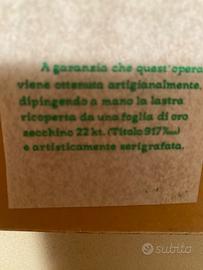 A garanzia che quest'opera
viene ottenuta artigianalmente,
dipingendo a mano la lastra
ricoperta da una foglia di oro
zecchino 22 kt. (Titolo 917‰)
e artisticamente serigrafata.
subito